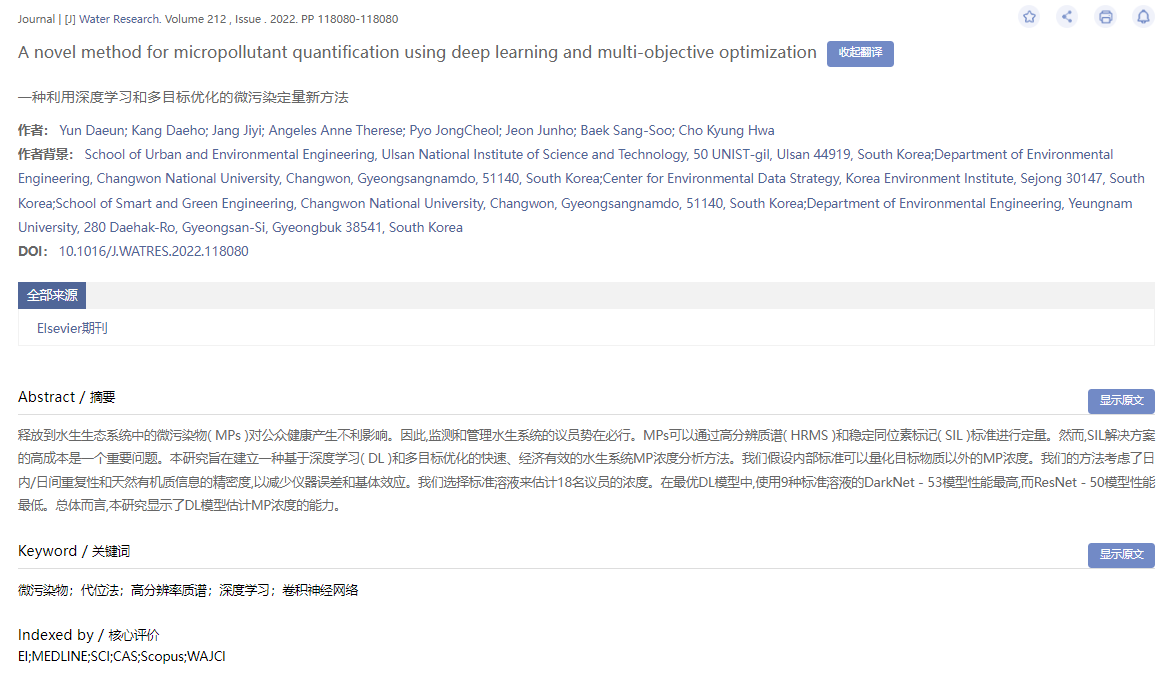 Journal | [J] Water Research. Volume 212 , Issue . 2022. PP 118080-118080
A novel method for micropollutant quantification using deep learning and multi-objective optimization 收起翻译
一种利用深度学习和多目标优化的微污染定量新方法
作者： Yun Daeun; Kang Daeho; Jang Jiyi; Angeles Anne Therese; Pyo JongCheol; Jeon Junho; Baek Sang-Soo; Cho Kyung Hwa
作者背景： School of Urban and Environmental Engineering, Ulsan National Institute of Science and Technology, 50 UNIST-gil, Ulsan 44919, South Korea;Department of Environmental
Engineering, Changwon National University, Changwon, Gyeongsangnamdo, 51140, South Korea;Center for Environmental Data Strategy, Korea Environment Institute, Sejong 30147, South
Korea;School of Smart and Green Engineering, Changwon National University, Changwon, Gyeongsangnamdo, 51140, South Korea;Department of Environmental Engineering, Yeungnam
University, 280 Daehak-Ro, Gyeongsan-Si, Gyeongbuk 38541, South Korea
DOI： 10.1016/J.WATRES.2022.118080
全部来源
Elsevier期刊
Abstract / 摘要 显示原文
释放到水生生态系统中的微污染物( MPs )对公众健康产生不利影响。因此,监测和管理水生系统的议员势在必行。MPs可以通过高分辨质谱( HRMS )和稳定同位素标记( SIL )标准进行定量。然而,SIL解决方案
的高成本是一个重要问题。本研究旨在建立一种基于深度学习( DL )和多目标优化的快速、经济有效的水生系统MP浓度分析方法。我们假设内部标准可以量化目标物质以外的MP浓度。我们的方法考虑了日
内/日间重复性和天然有机质信息的精密度,以减少仪器误差和基体效应。我们选择标准溶液来估计18名议员的浓度。在最优DL模型中,使用9种标准溶液的DarkNet - 53模型性能最高,而ResNet - 50模型性能
最低。总体而言,本研究显示了DL模型估计MP浓度的能力。
Keyword / 关键词 显示原文
微污染物；代位法；高分辨率质谱；深度学习；卷积神经网络
Indexed by / 核心评价
EI;MEDLINE;SCI;CAS;Scopus;WAJCI